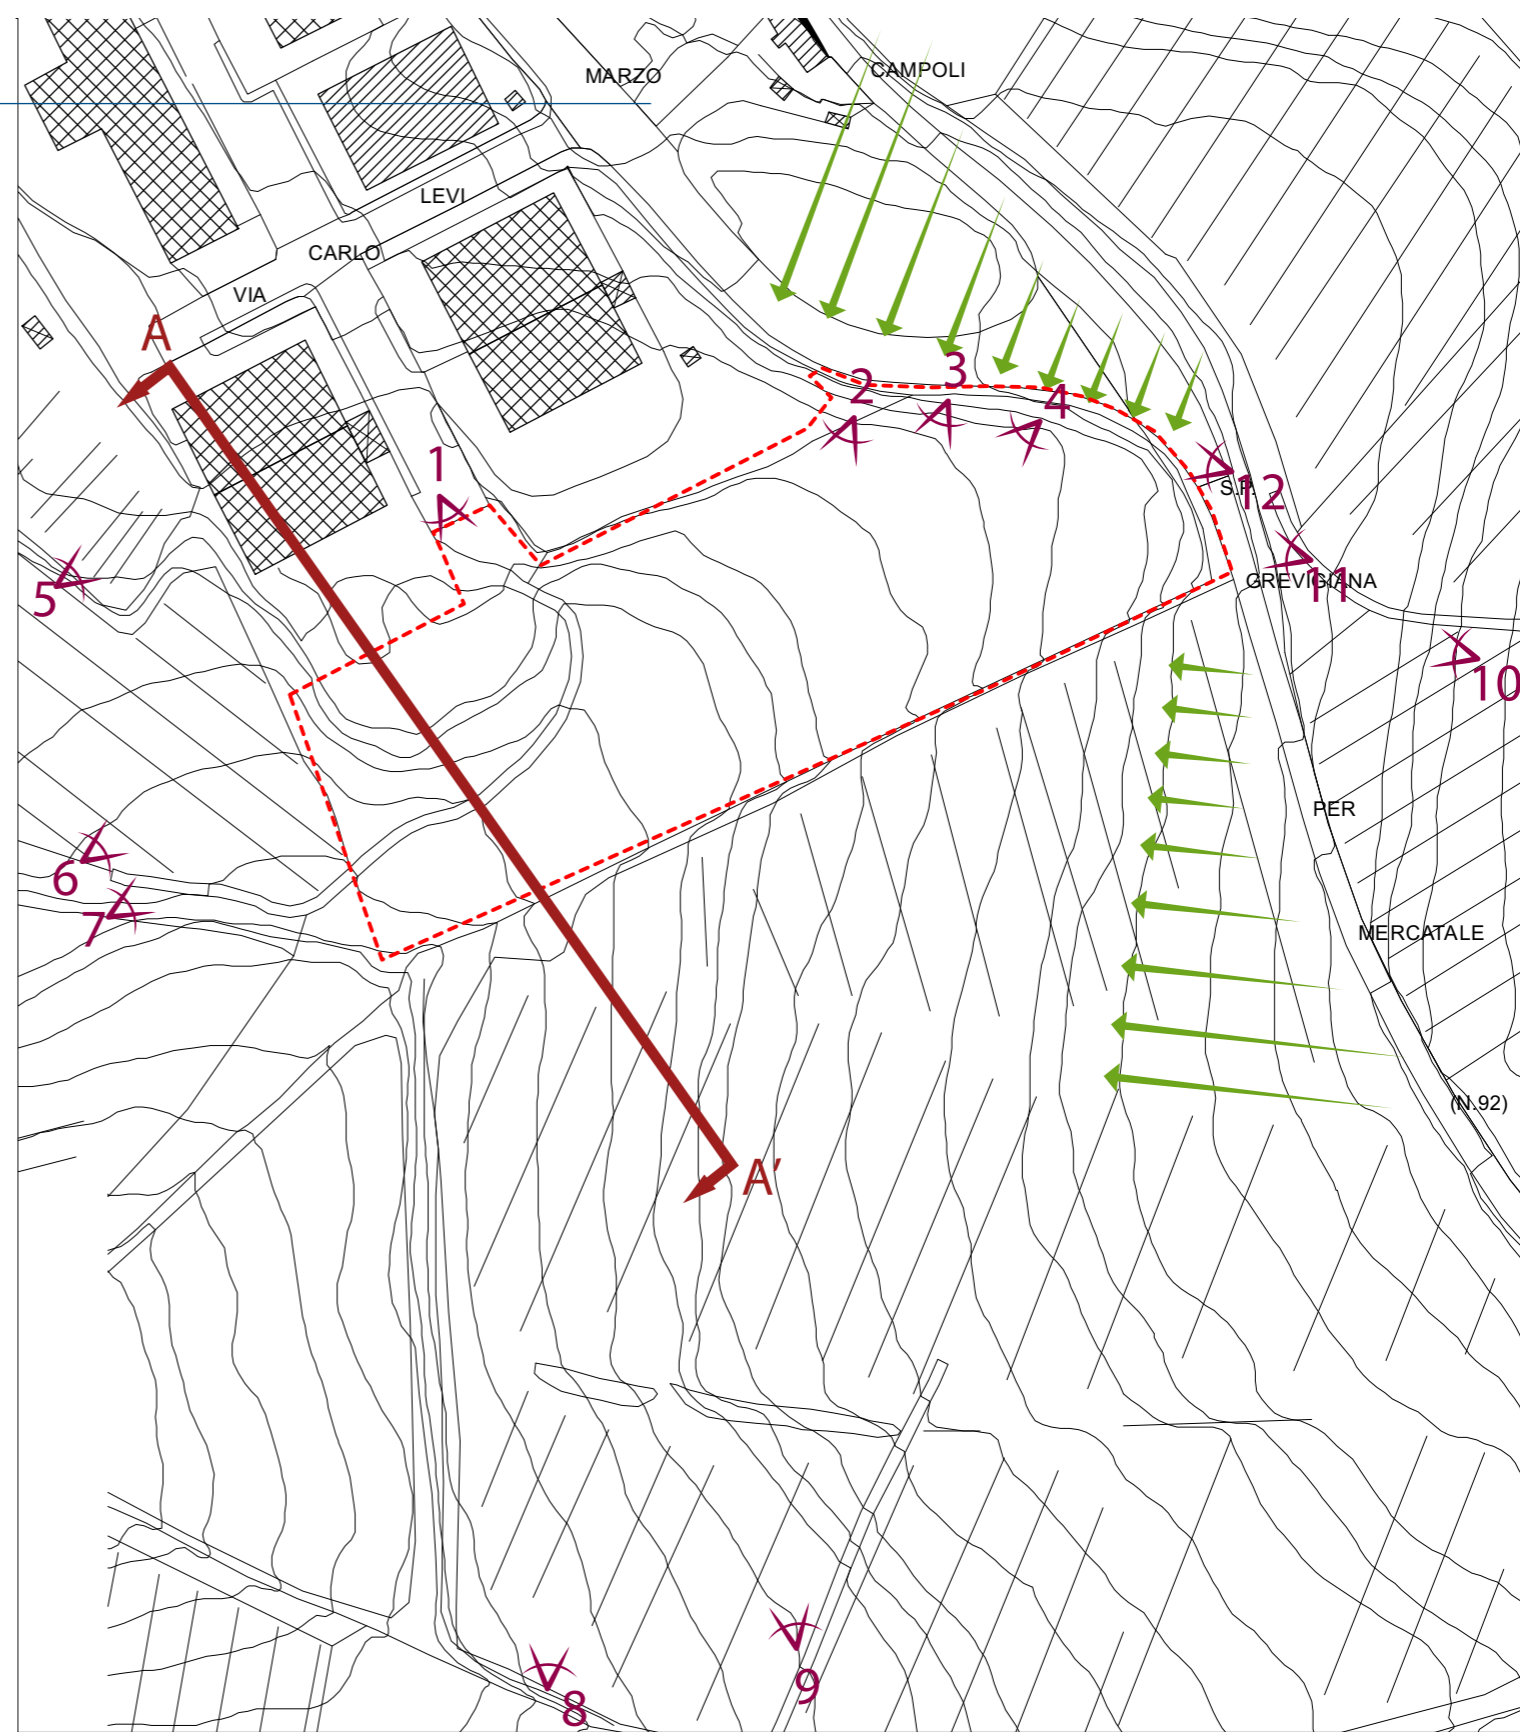 MARZO
CAMPOLI
LEVI
CARLO
VIA
A
3
2
4
1
12
S.P.
11
GREVIGIANA
5
10
PER
6
7
MERCATALE
(N.92)
A'
9
8